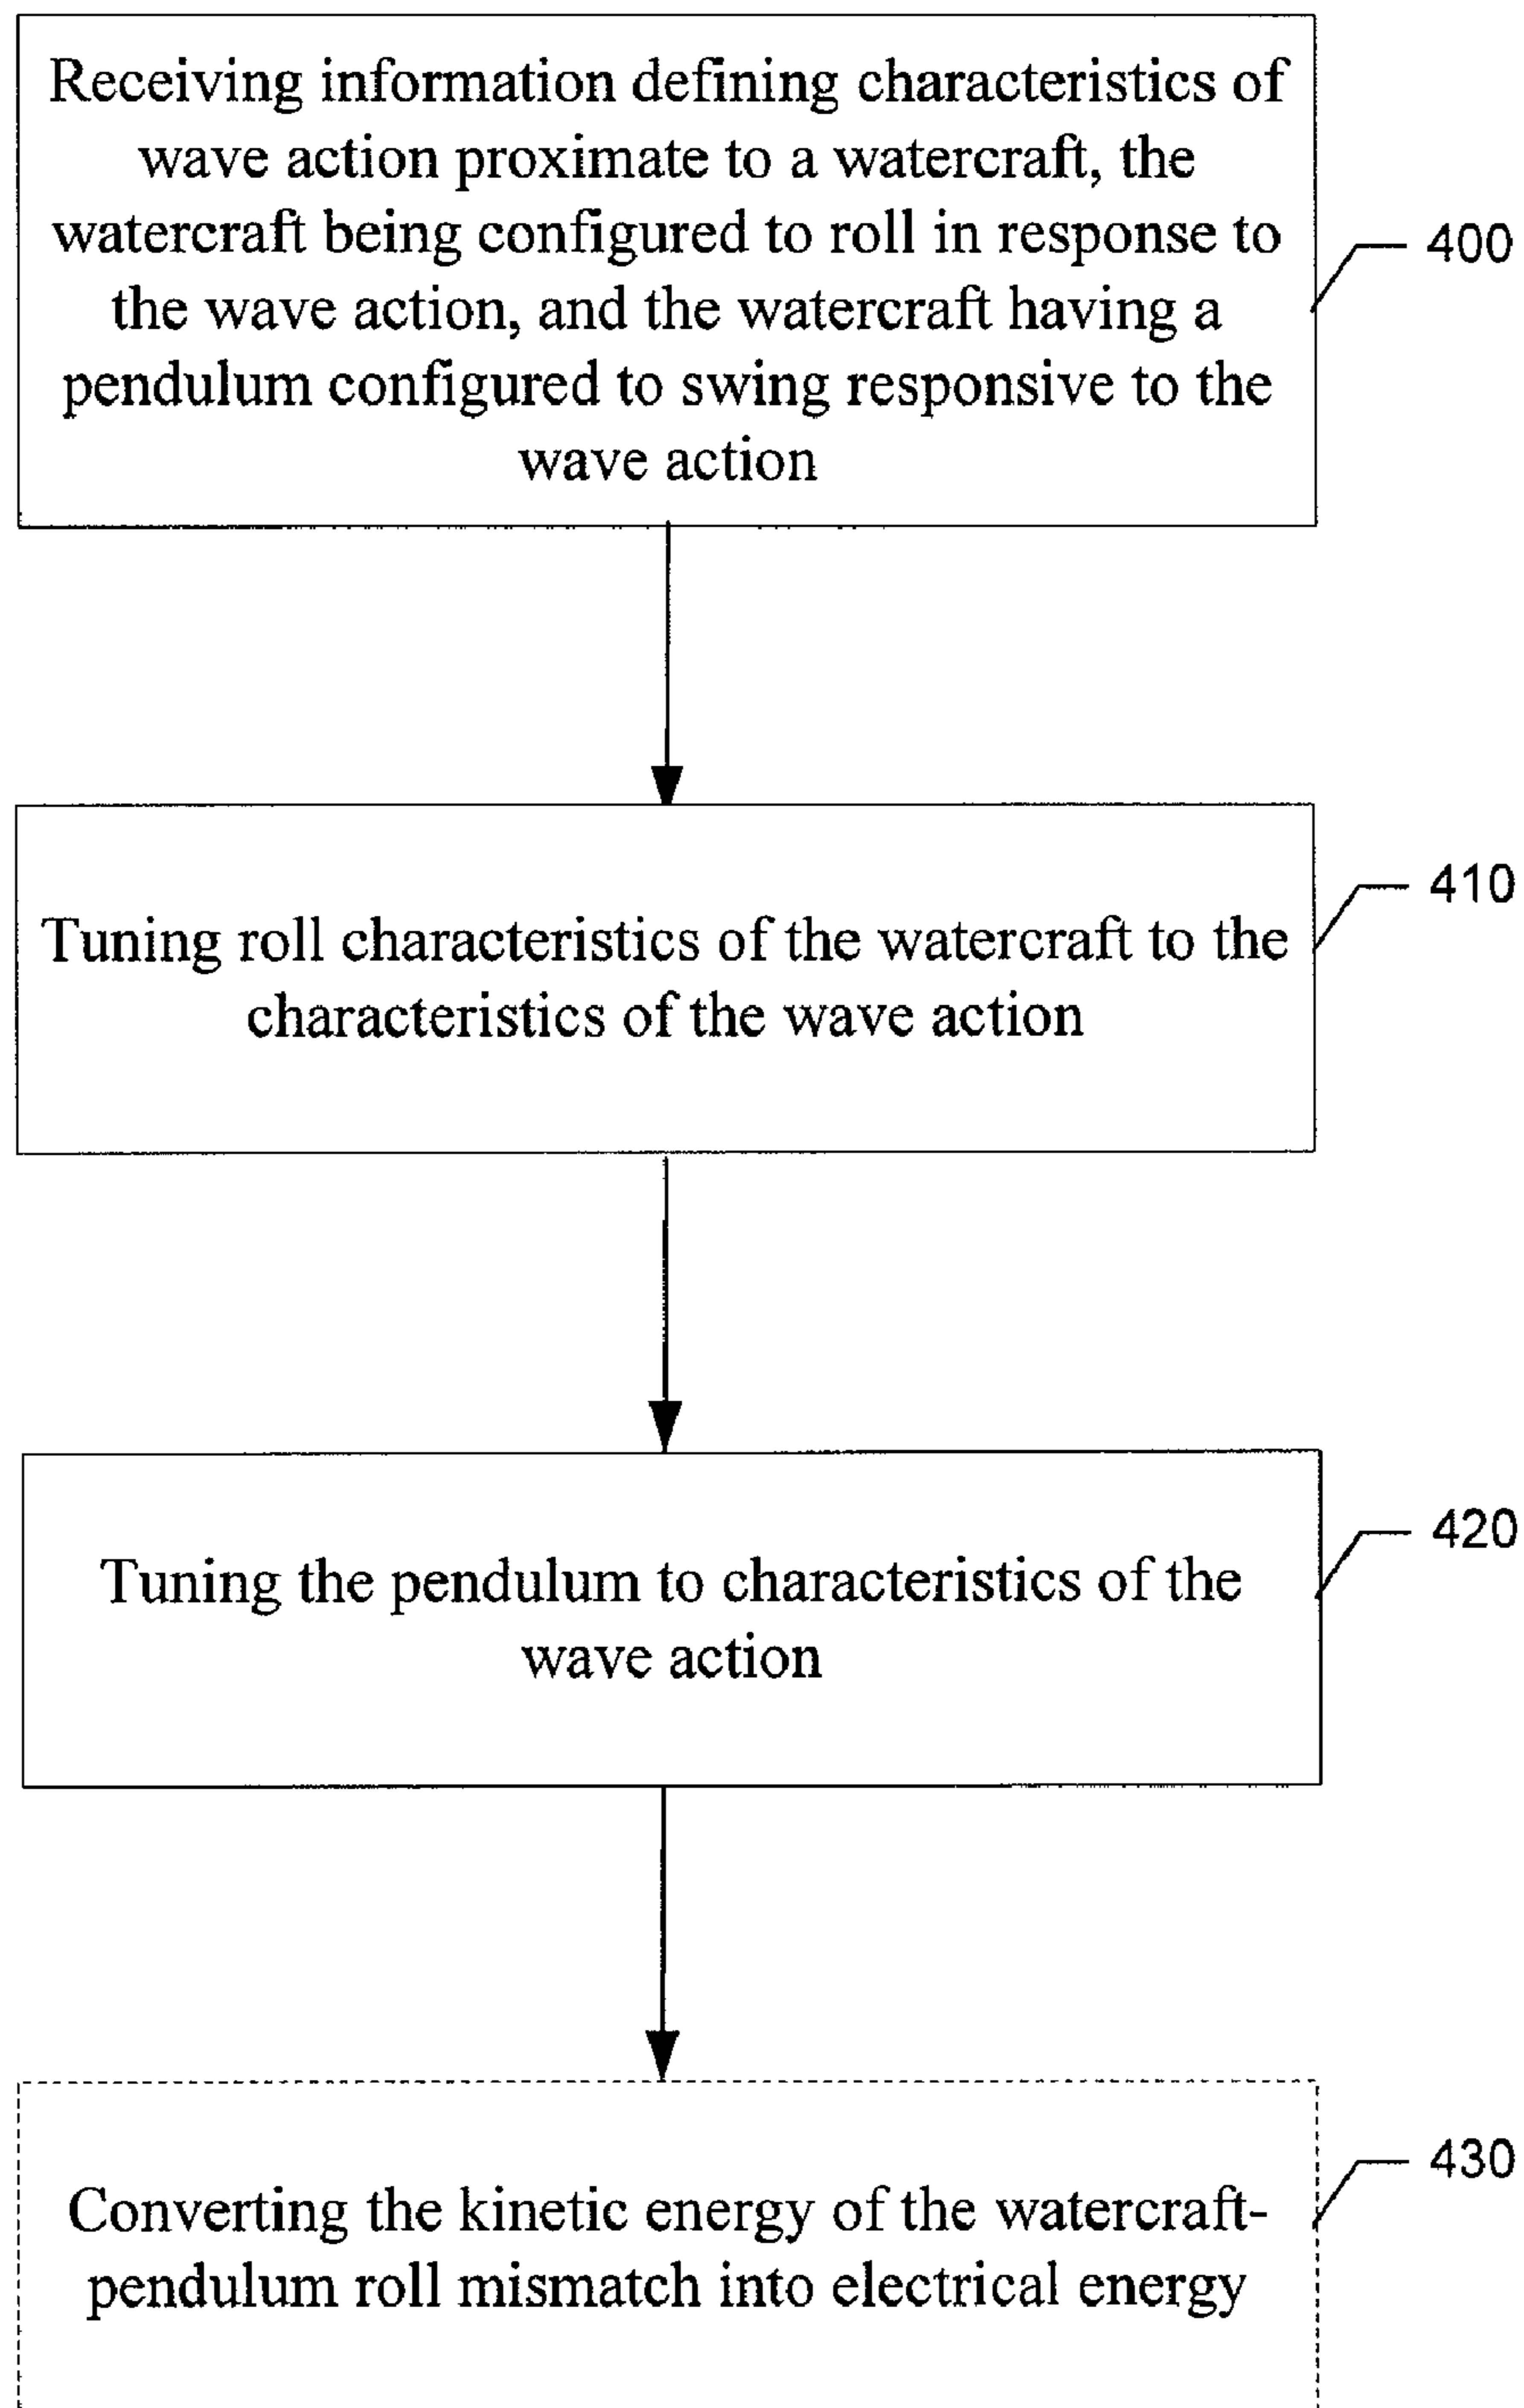 Receiving information defining characteristics of
wave action proximate to a watercraft, the
watercraft being configured to roll in response to
the wave action, and the watercraft having a
pendulum configured to swing responsive to the
wave action
400
Tuning roll characteristics of the watercraft to the
characteristics of the wave action
410
Tuning the pendulum to characteristics of the
wave action
420
Converting the kinetic energy of the watercraft-
pendulum roll mismatch into electrical energy
430